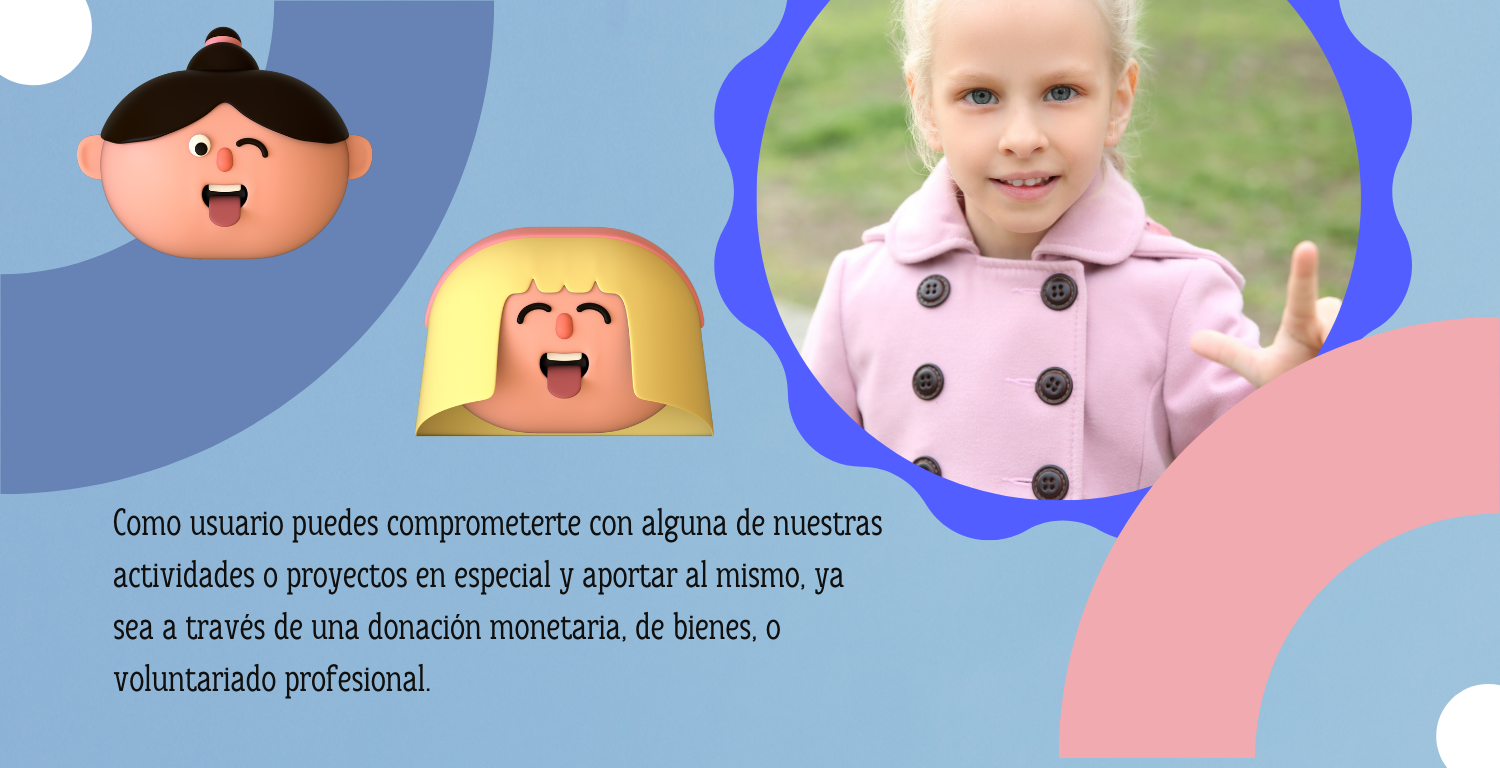 Como usuario puedes comprometerte con alguna de nuestras
actividades o proyectos en especial y aportar al mismo, ya
sea a través de una donación monetaria, de bienes, o
voluntariado profesional.